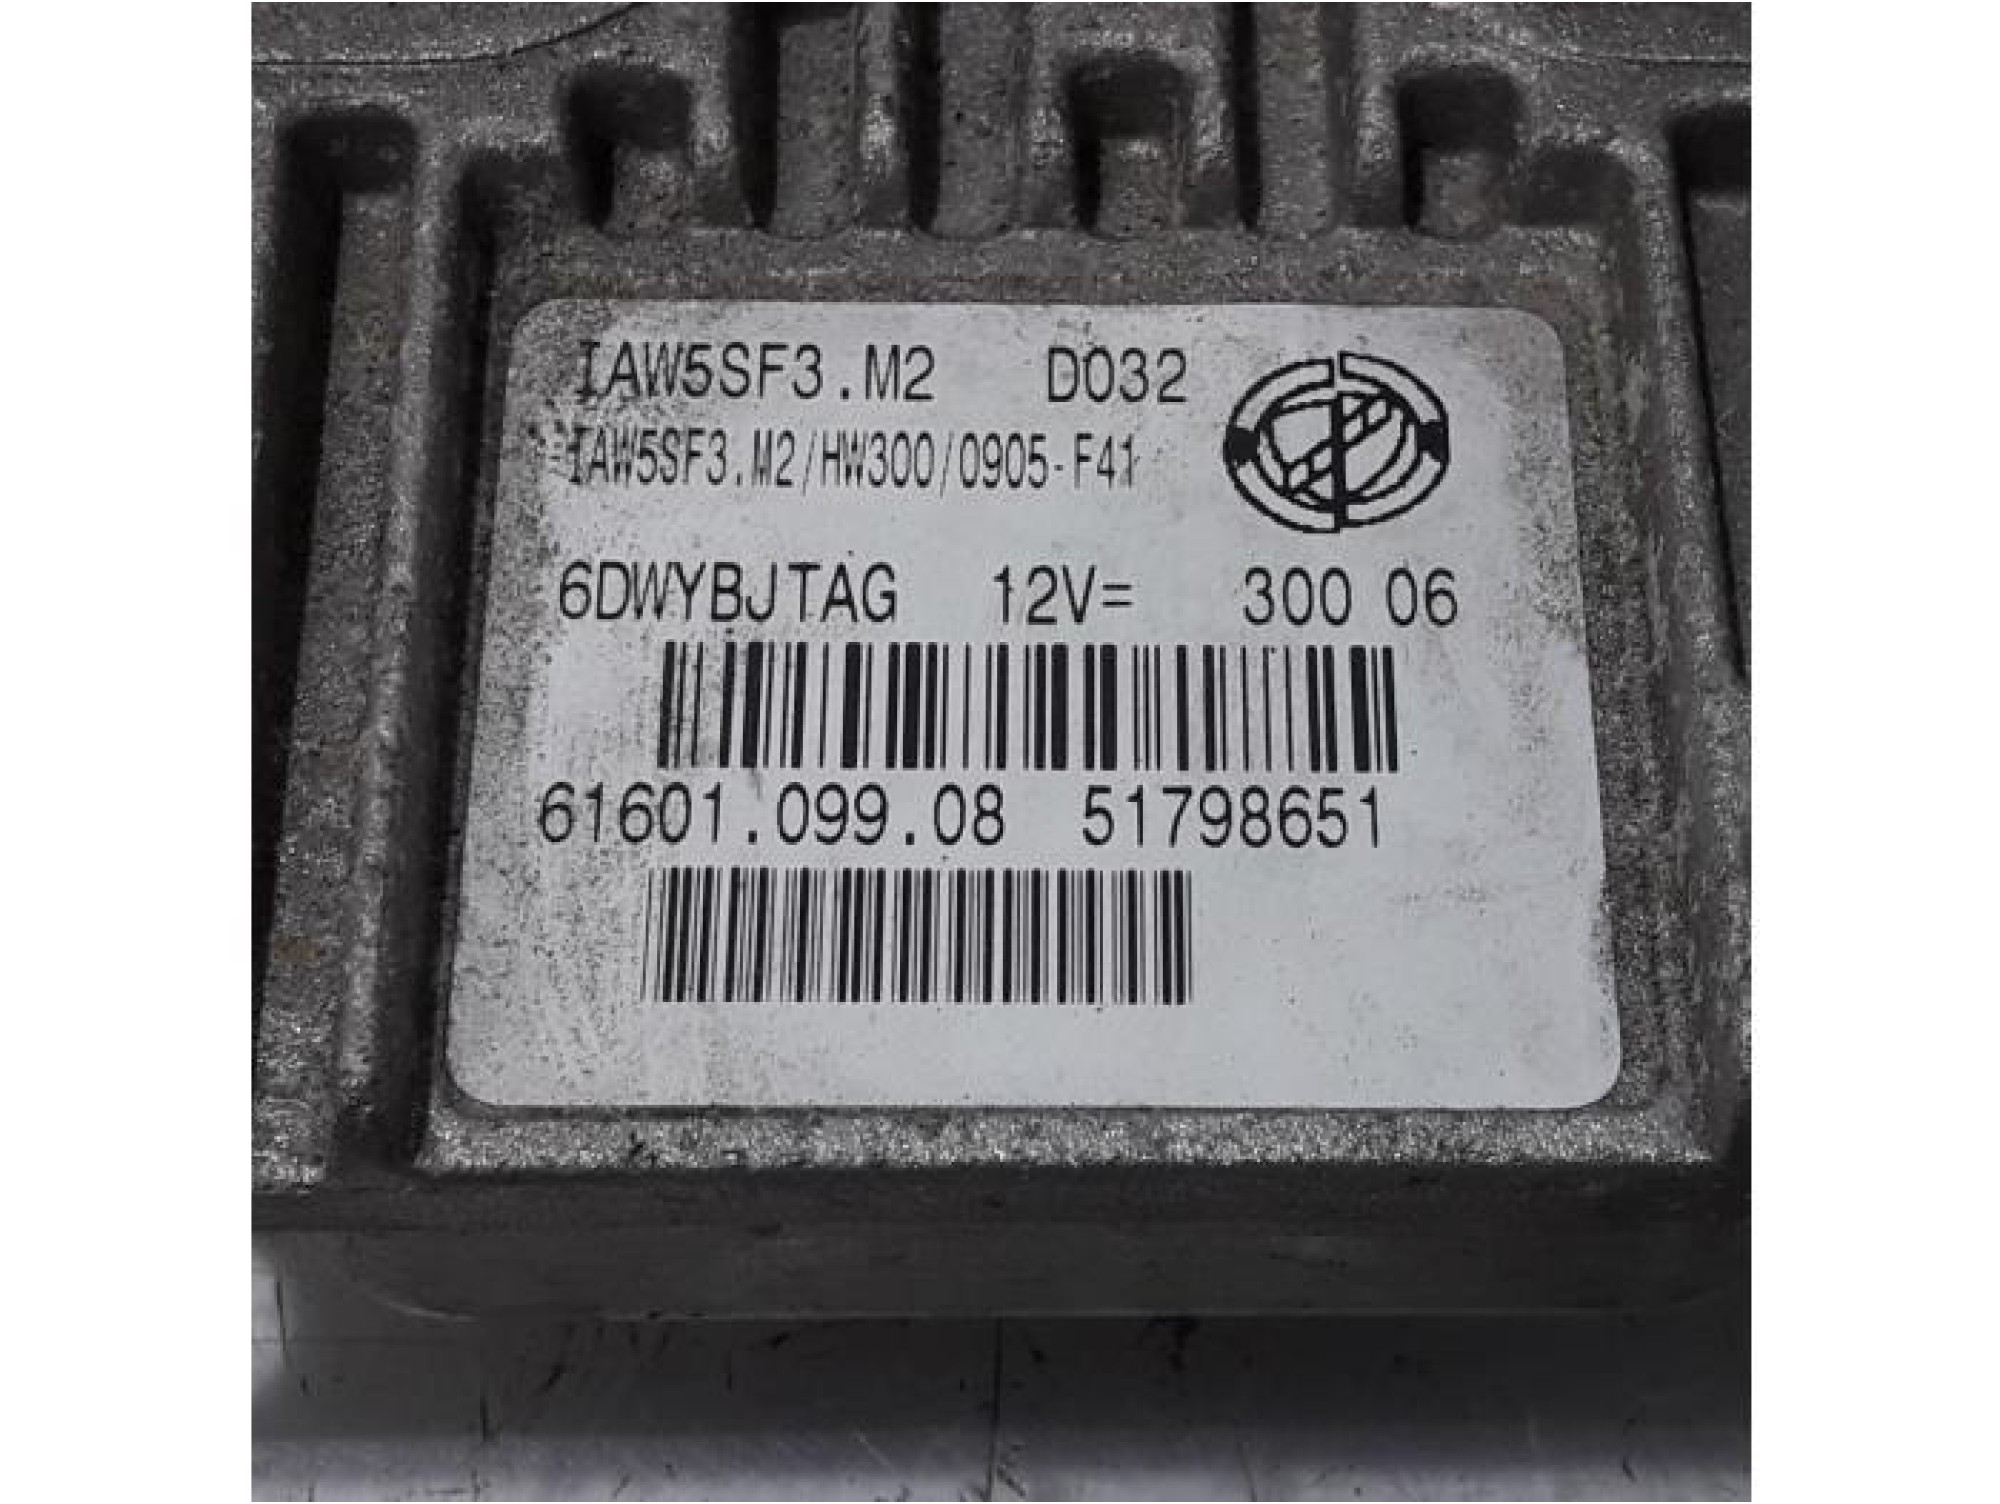 IAW5SF3.M2 D032
IAW5SF3.M2/HW300/0905-F41
6DWYBJTAG 12V= 300 06
61601.099.08 51798651